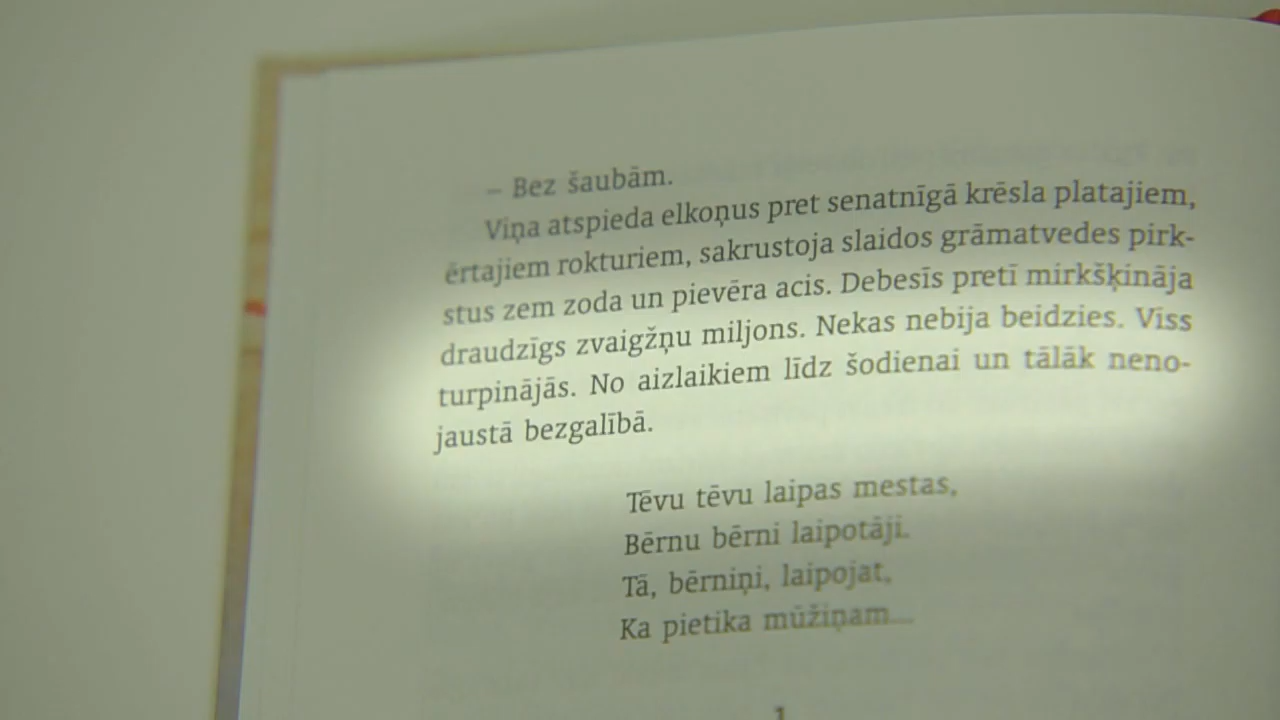 – Bez šaubām.
Viņa atspieda elkoņus pret senatnīgā krēsla platajiem,
ērtajiem rokturiem, sakrustoja slaidos grāmatvedes pirk-
stus zem zoda un pievēra acis. Debesīs pretī mirkšķināja
draudzīgs zvaigžņu miljons. Nekas nebija beidzies. Viss
turpinājās. No aizlaikiem līdz šodienai un tālāk neno-
jaustā bezgalībā.
Tēvu tēvu laipas mestas,
Bērnu bērni laipotāji.
Tā, bērniņi, laipojat,
Ka pietika mūžiņam...